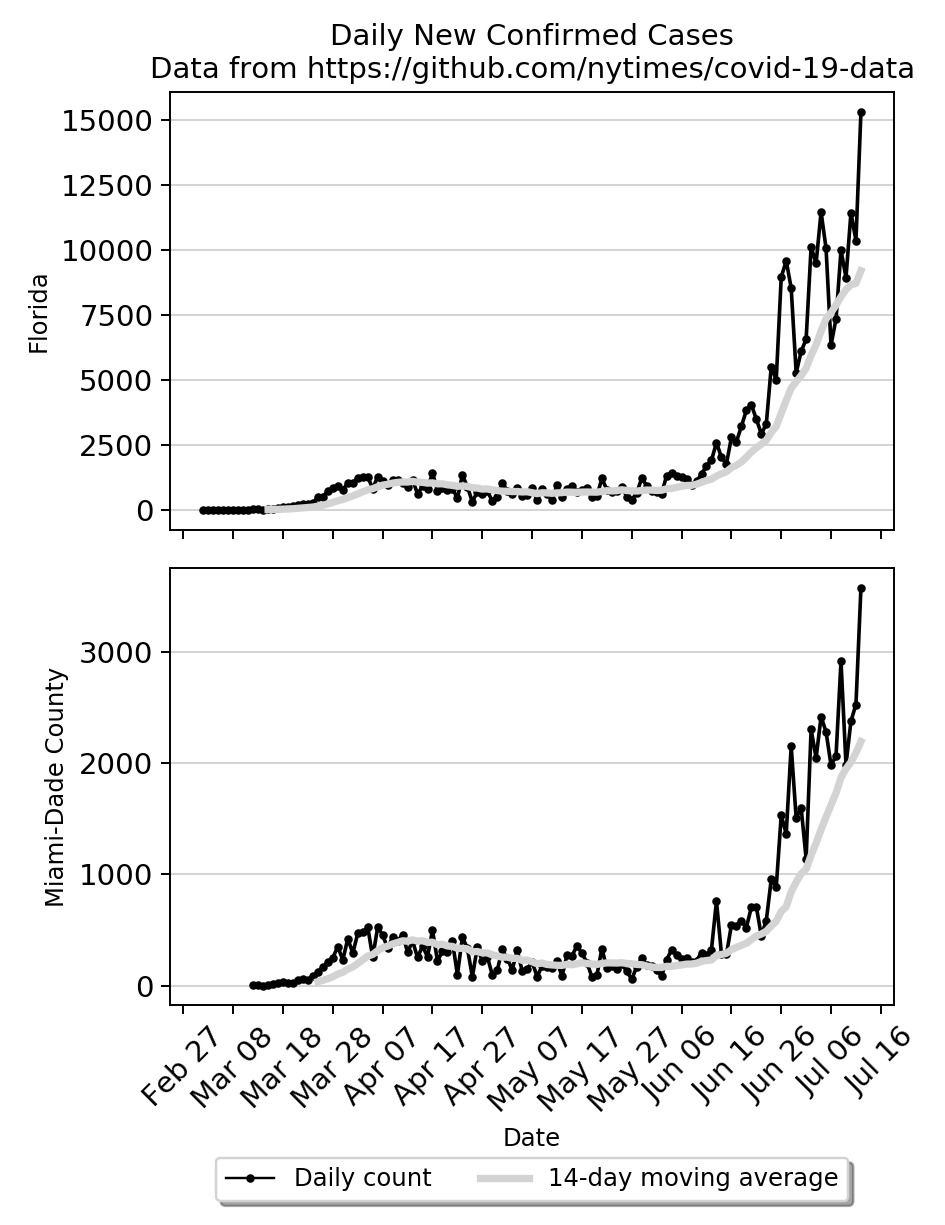 Daily New Confirmed Cases
Data from https://github.com/nytimes/covid-19-data
15000
12500
10000
7500
5000
2500
0
Florida
3000
2000
1000
0
Miami-Dade County
Feb 27
Mar 08
Mar 18
Mar 28
Apr 07
Apr 17
Apr 27
May 07
May 17
May 27
Jun 06
Jun 16
Jun 26
Jul 06
Jul 16
Date
Daily count
14-day moving average